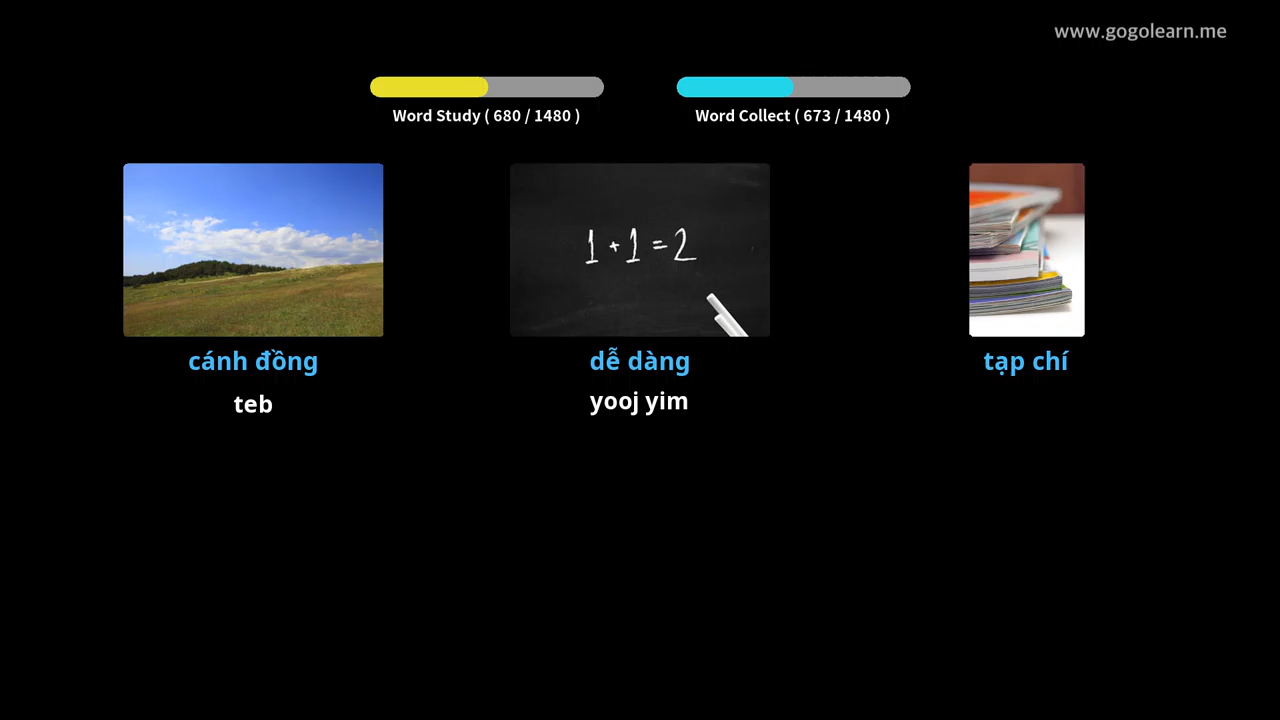 www.gogolearn.me
Word Study ( 680 / 1480 )
Word Collect ( 673 / 1480 )
1 + 1 = 2
cánh đồng
dễ dàng
tạp chí
teb
yooj yim